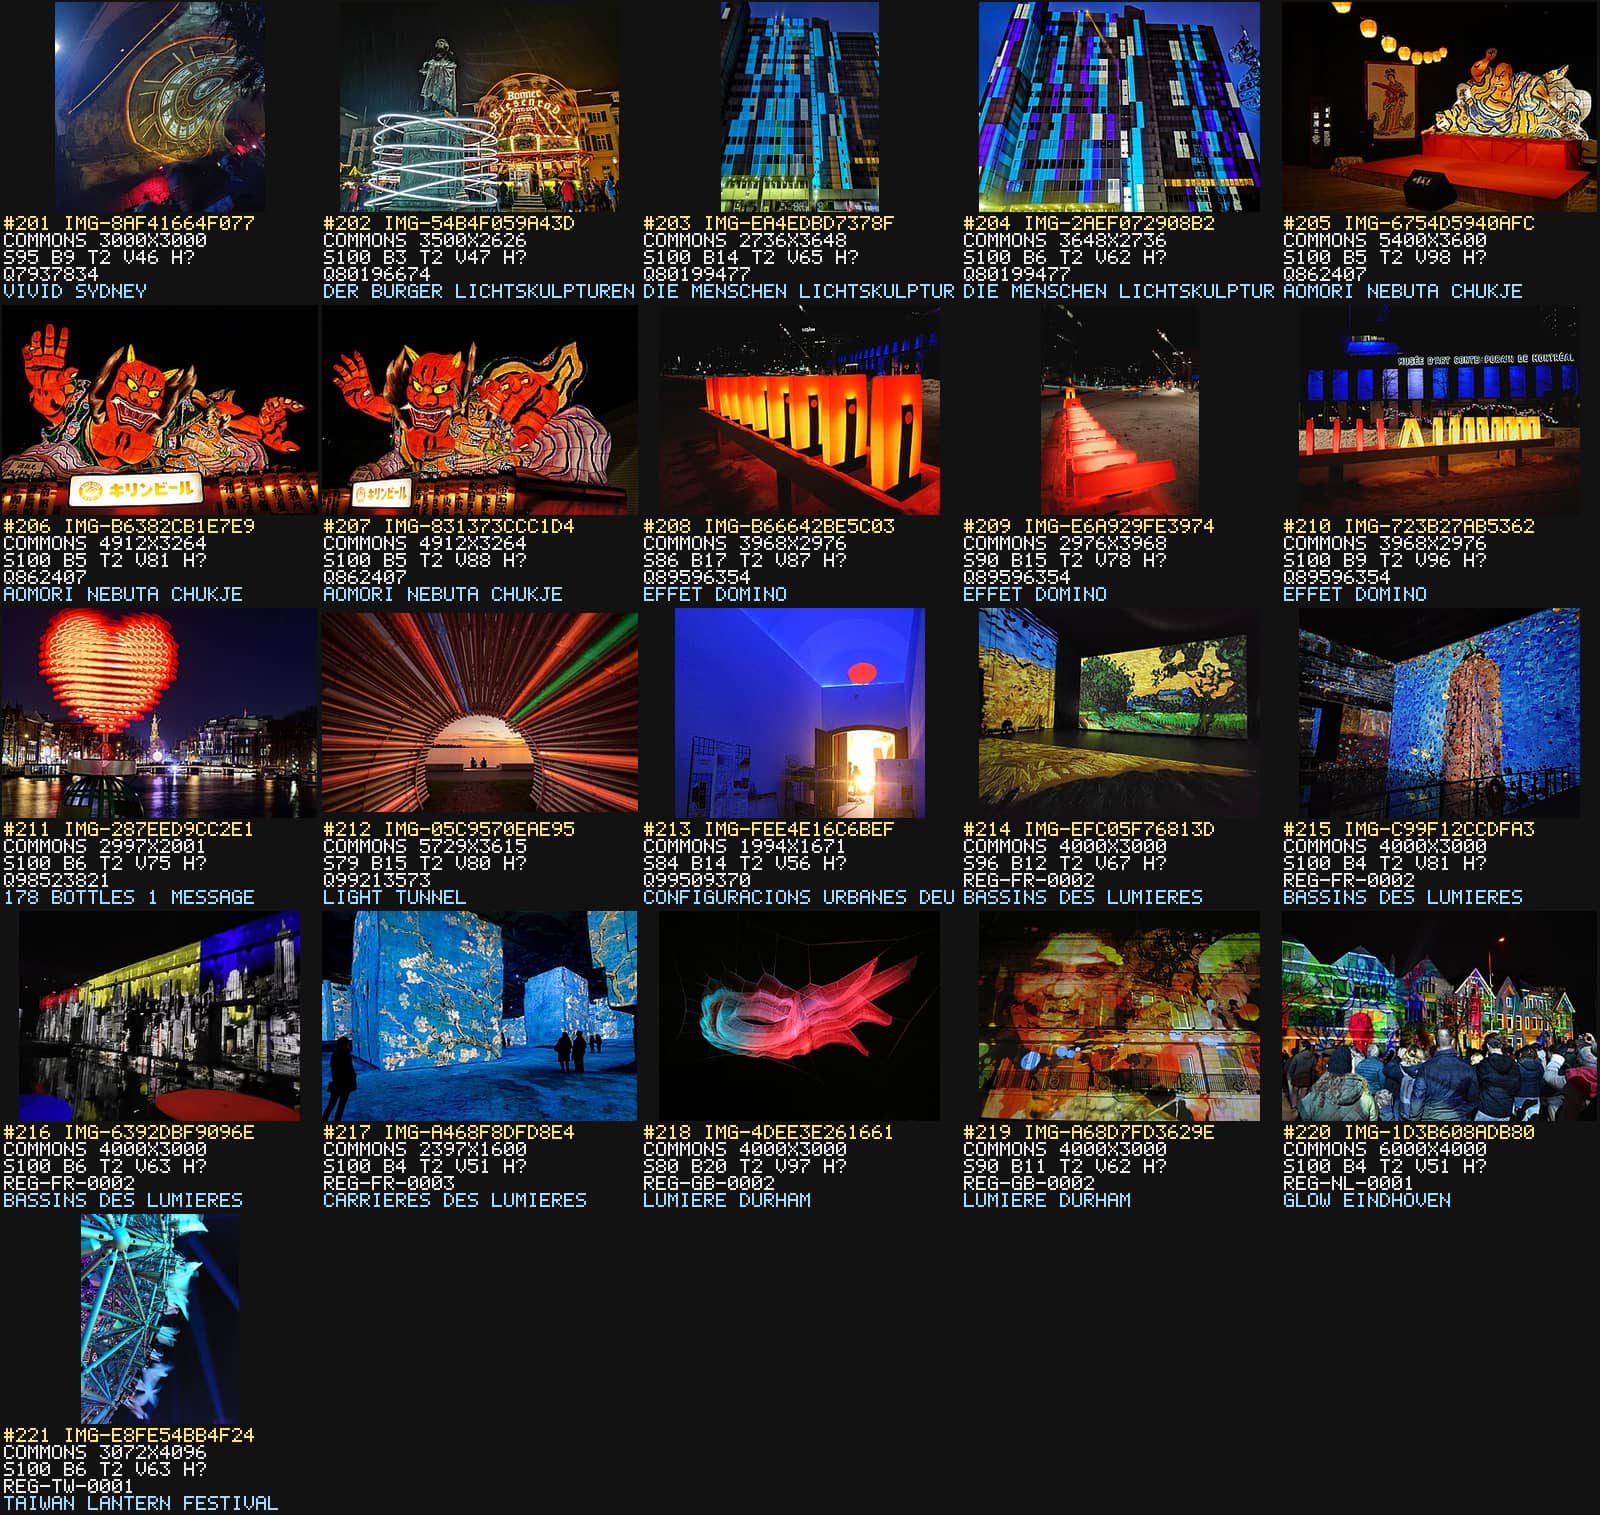 Bonner
Riesenrad
キリンビール
キリンビール
MUSÉE D'ART CONTEMPORAIN DE MONTRÉAL
#201 IMG-8AF41664F077
COMMONS 3000X3000
S95 B9 T2 V46 H?
Q7937834
VIVID SYDNEY
#202 IMG-54B4F059A43D
COMMONS 3500X2626
S100 B3 T2 V47 H?
Q80196674
DER BURGER LICHTSKULPTUREN
#203 IMG-EA4EDBD7378F
COMMONS 2736X3648
S100 B14 T2 V65 H?
Q80199477
DIE MENSCHEN LICHTSKULPTUR
#204 IMG-2AEF072908B2
COMMONS 3648X2736
S100 B6 T2 V62 H?
Q80199477
DIE MENSCHEN LICHTSKULPTUR
#205 IMG-6754D5940AFC
COMMONS 5400X3600
S100 B5 T2 V98 H?
Q862407
AOMORI NEBUTA CHUKJE
#206 IMG-B6382CB1E7E9
COMMONS 4912X3264
S100 B5 T2 V81 H?
Q862407
AOMORI NEBUTA CHUKJE
#207 IMG-831373CCC1D4
COMMONS 4912X3264
S100 B5 T2 V88 H?
Q862407
AOMORI NEBUTA CHUKJE
#208 IMG-B66642BE5C03
COMMONS 3968X2976
S86 B17 T2 V87 H?
Q89596354
EFFET DOMINO
#209 IMG-E6A929FE3974
COMMONS 2976X3968
S90 B15 T2 V78 H?
Q89596354
EFFET DOMINO
#210 IMG-723B27AB5362
COMMONS 3968X2976
S100 B9 T2 V96 H?
Q89596354
EFFET DOMINO
#211 IMG-287EED9CC2E1
COMMONS 2997X2001
S100 B6 T2 V75 H?
Q98523821
178 BOTTLES 1 MESSAGE
#212 IMG-05C9570EAE95
COMMONS 5729X3615
S79 B15 T2 V80 H?
Q99213573
LIGHT TUNNEL
#213 IMG-FEE4E16C6BEF
COMMONS 1994X1671
S84 B14 T2 V56 H?
Q99509370
CONFIGURACIONS URBANES DEU
#214 IMG-EFC05F76813D
COMMONS 4000X3000
S96 B12 T2 V67 H?
REG-FR-0002
BASSINS DES LUMIERES
#215 IMG-C99F12CCDFA3
COMMONS 4000X3000
S100 B4 T2 V81 H?
REG-FR-0002
BASSINS DES LUMIERES
#216 IMG-6392DBF9096E
COMMONS 4000X3000
S100 B6 T2 V63 H?
REG-FR-0002
BASSINS DES LUMIERES
#217 IMG-A468F8DFD8E4
COMMONS 2397X1600
S100 B4 T2 V51 H?
REG-FR-0003
CARRIERES DES LUMIERES
#218 IMG-4DEE3E261661
COMMONS 4000X3000
S80 B20 T2 V97 H?
REG-GB-0002
LUMIERE DURHAM
#219 IMG-A68D7FD3629E
COMMONS 4000X3000
S90 B11 T2 V62 H?
REG-GB-0002
LUMIERE DURHAM
#220 IMG-1D3B608ADB80
COMMONS 6000X4000
S100 B4 T2 V51 H?
REG-NL-0001
GLOW EINDHOVEN
#221 IMG-E8FE54BB4F24
COMMONS 3072X4096
S100 B6 T2 V63 H?
REG-TW-0001
TAIWAN LANTERN FESTIVAL